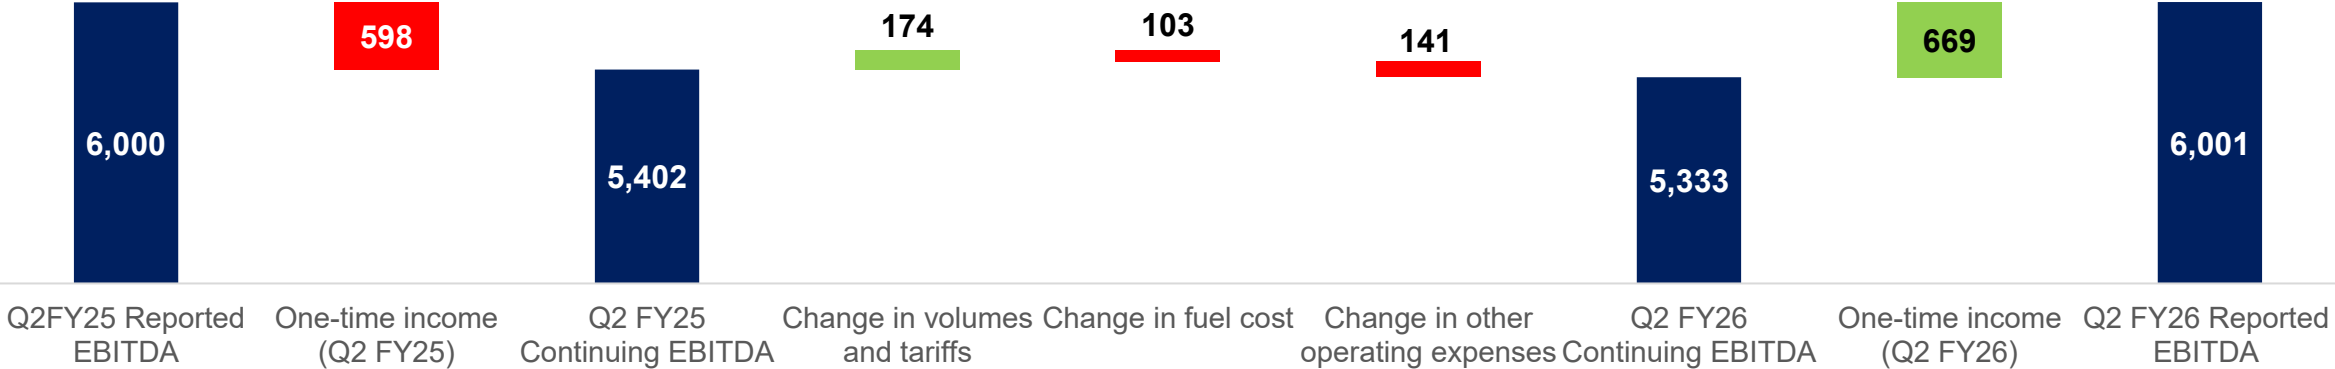 6,000
598
5,402
174
103
141
5,333
669
6,001
Q2FY25 Reported
EBITDA
One-time income
(Q2 FY25)
Q2 FY25
Continuing EBITDA
Change in volumes
and tariffs
Change in fuel cost
Change in other
operating expenses
Q2 FY26
Continuing EBITDA
One-time income
(Q2 FY26)
Q2 FY26 Reported
EBITDA